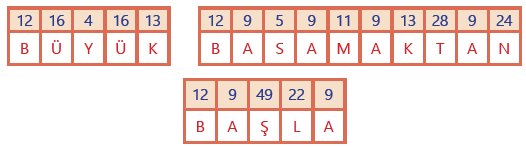 12 16 4 16 13 12 9 5 9 11 9 13 28 9 24
B Ü Y Ü K B A S A M A K T A N
12 9 49 22 9
B A Ş L A